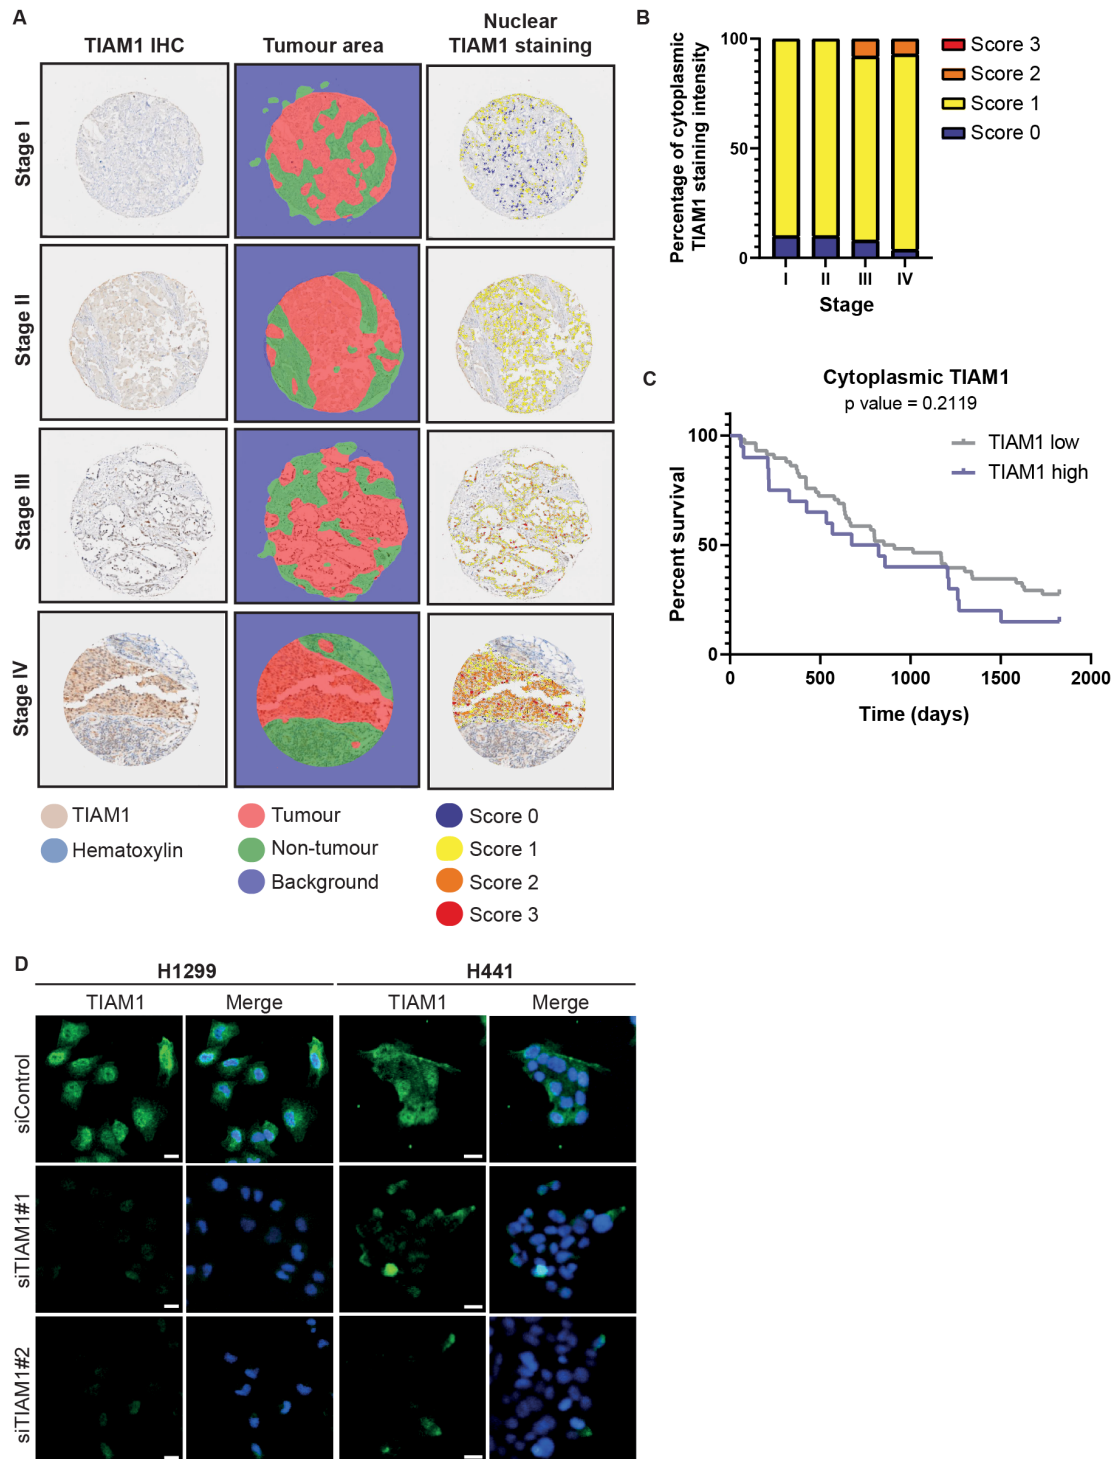 A
TIAM1 IHC
Tumour area
Nuclear
TIAM1 staining
Stage I
Stage II
Stage III
Stage IV
TIAM1
Hematoxylin
Tumour
Non-tumour
Background
Score 0
Score 1
Score 2
Score 3
B
Percentage of cytoplasmic
TIAM1 staining intensity
100
50
0
I II III IV
Stage
Score 3
Score 2
Score 1
Score 0
C
Cytoplasmic TIAM1
p value = 0.2119
TIAM1 low
TIAM1 high
Percent survival
100
50
0
0 500 1000 1500 2000
Time (days)
D
H1299 H441
TIAM1 Merge TIAM1 Merge
siControl
siTIAM1#1
siTIAM1#2